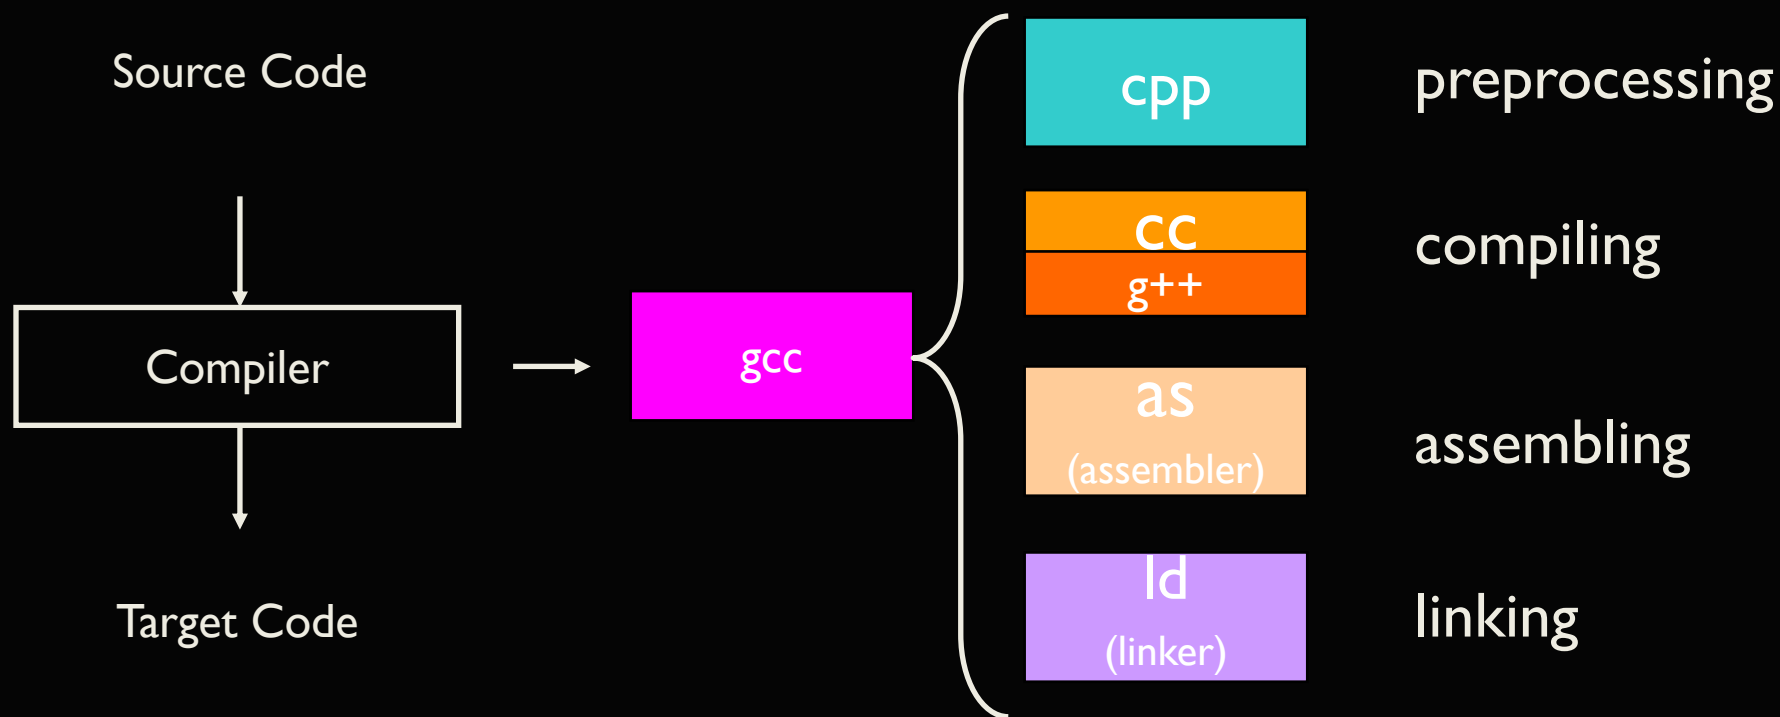 Source Code
Compiler
Target Code
gcc
cpp
preprocessing
cc
g++
compiling
as
(assembler)
assembling
ld
(linker)
linking